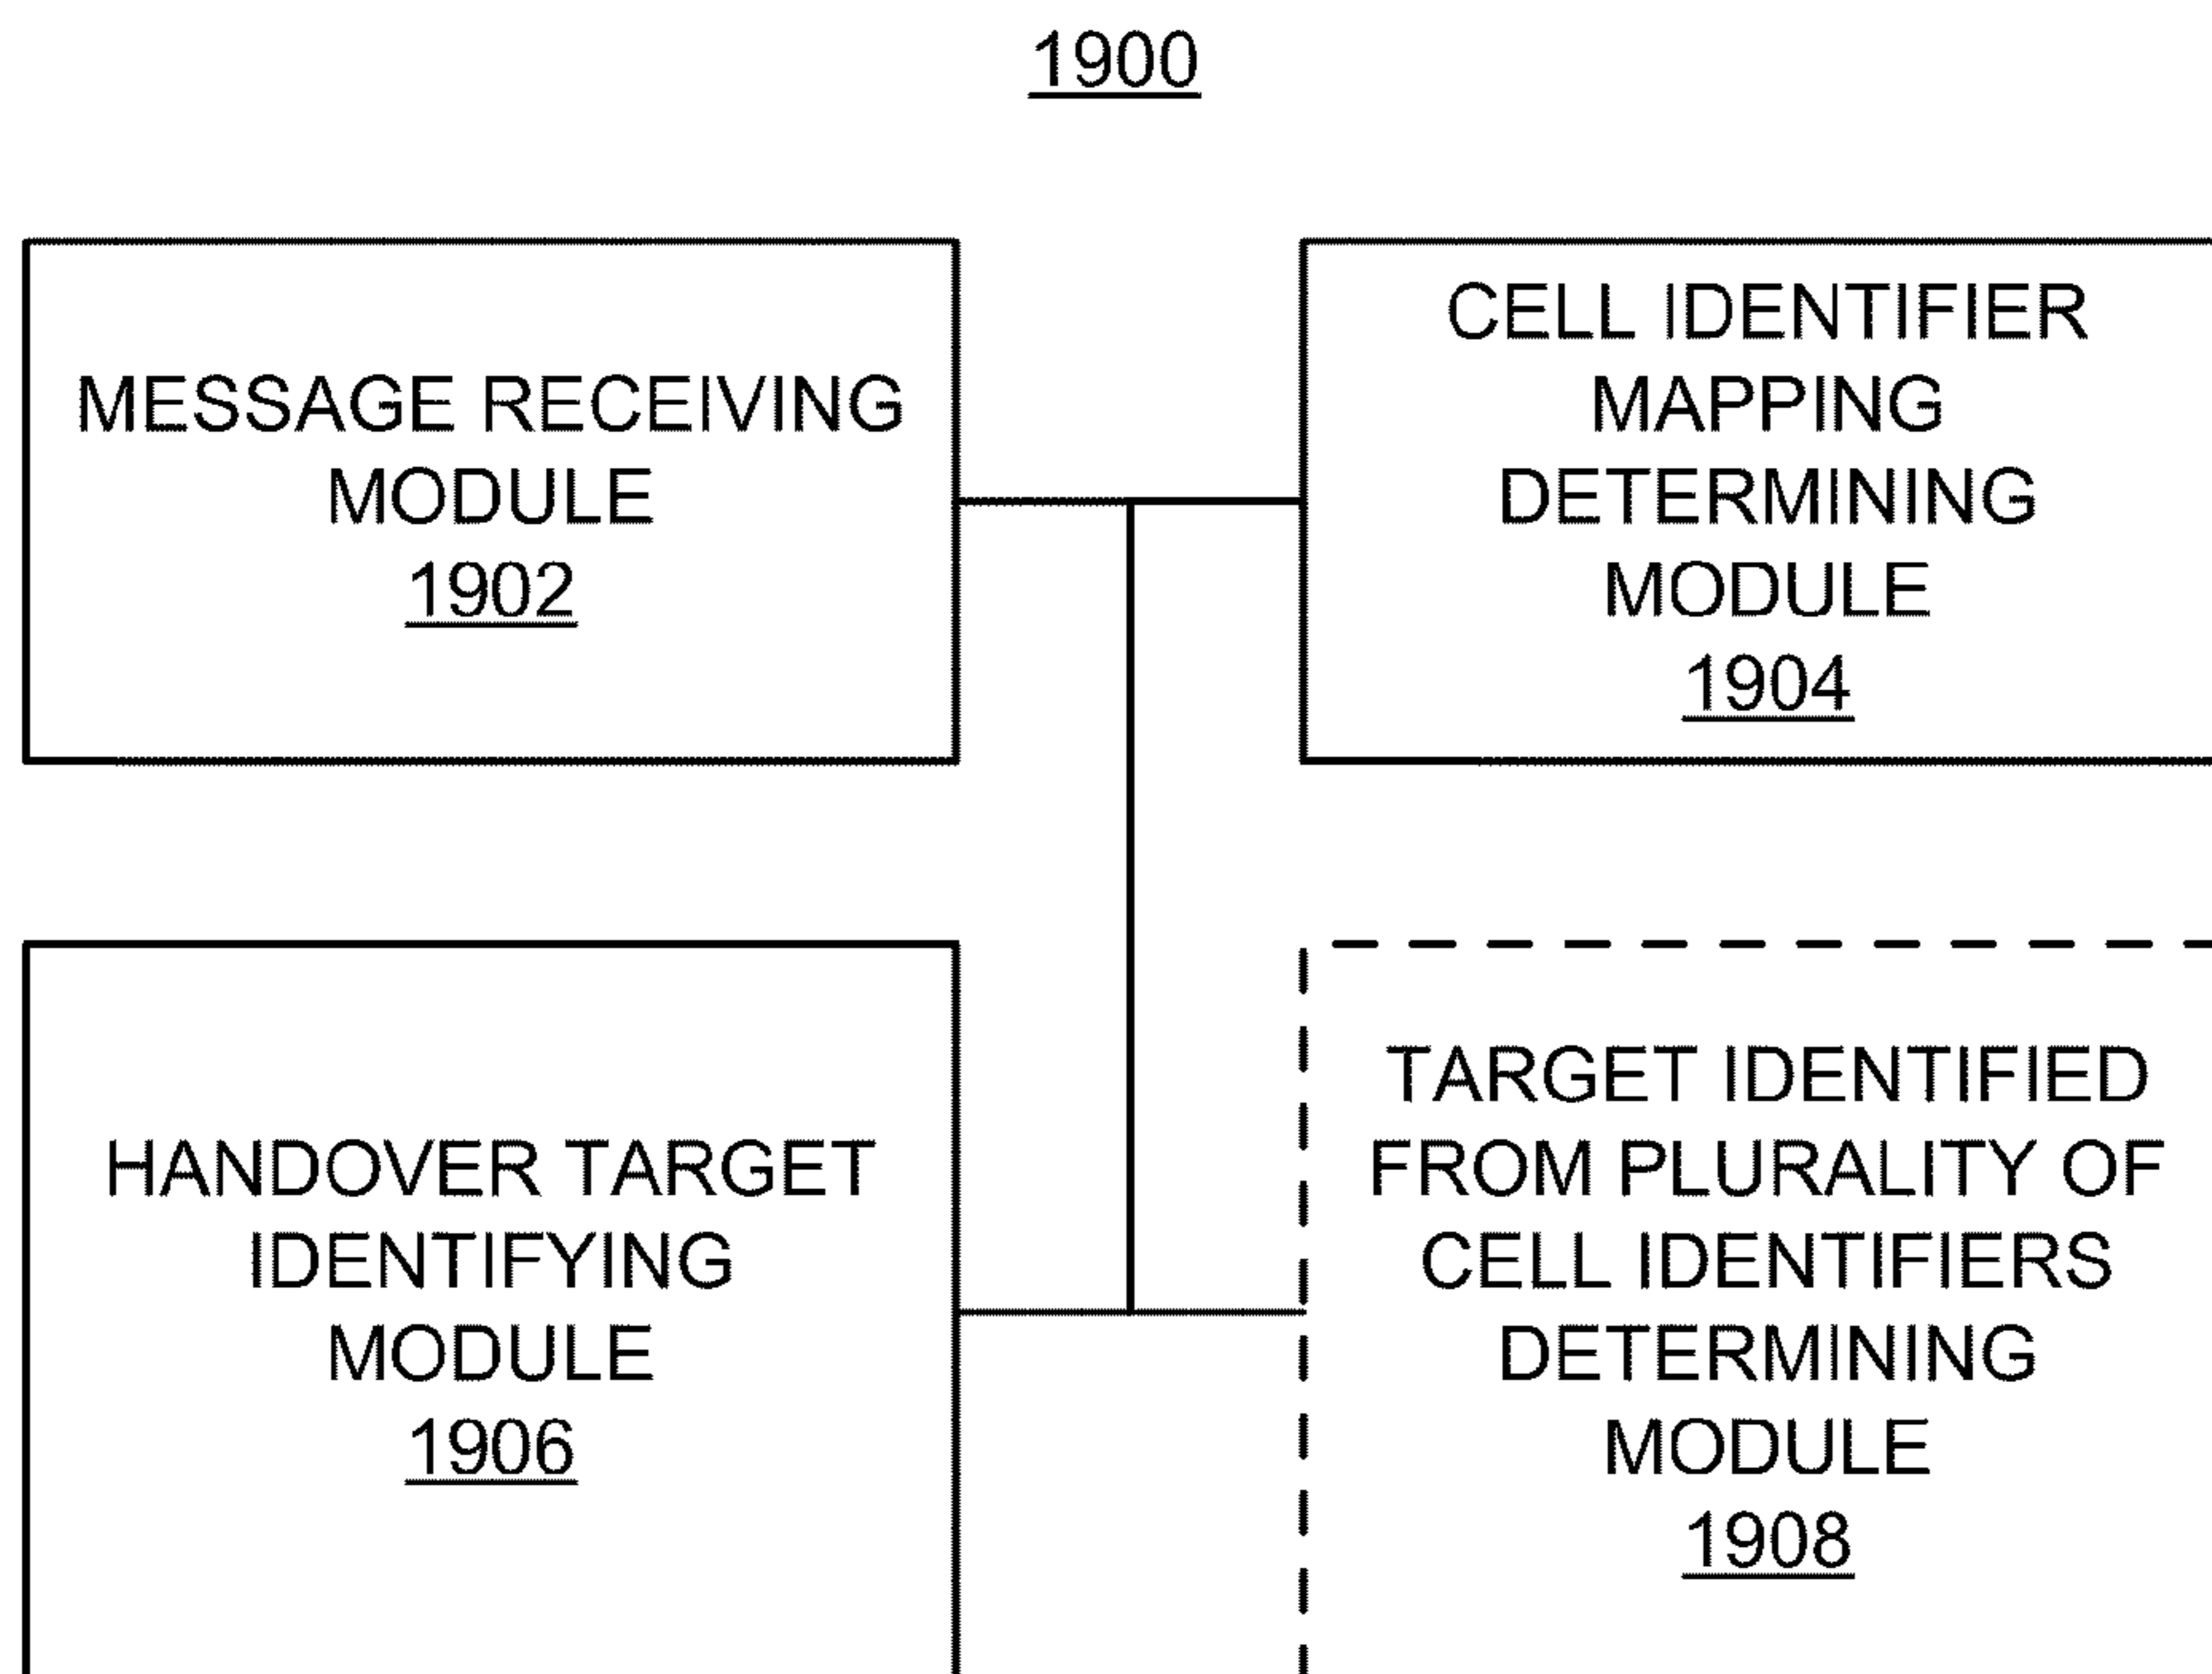 1900
MESSAGE RECEIVING
MODULE
1902
CELL IDENTIFIER
MAPPING
DETERMINING
MODULE
1904
HANDOVER TARGET
IDENTIFYING
MODULE
1906
TARGET IDENTIFIED
FROM PLURALITY OF
CELL IDENTIFIERS
DETERMINING
MODULE
1908